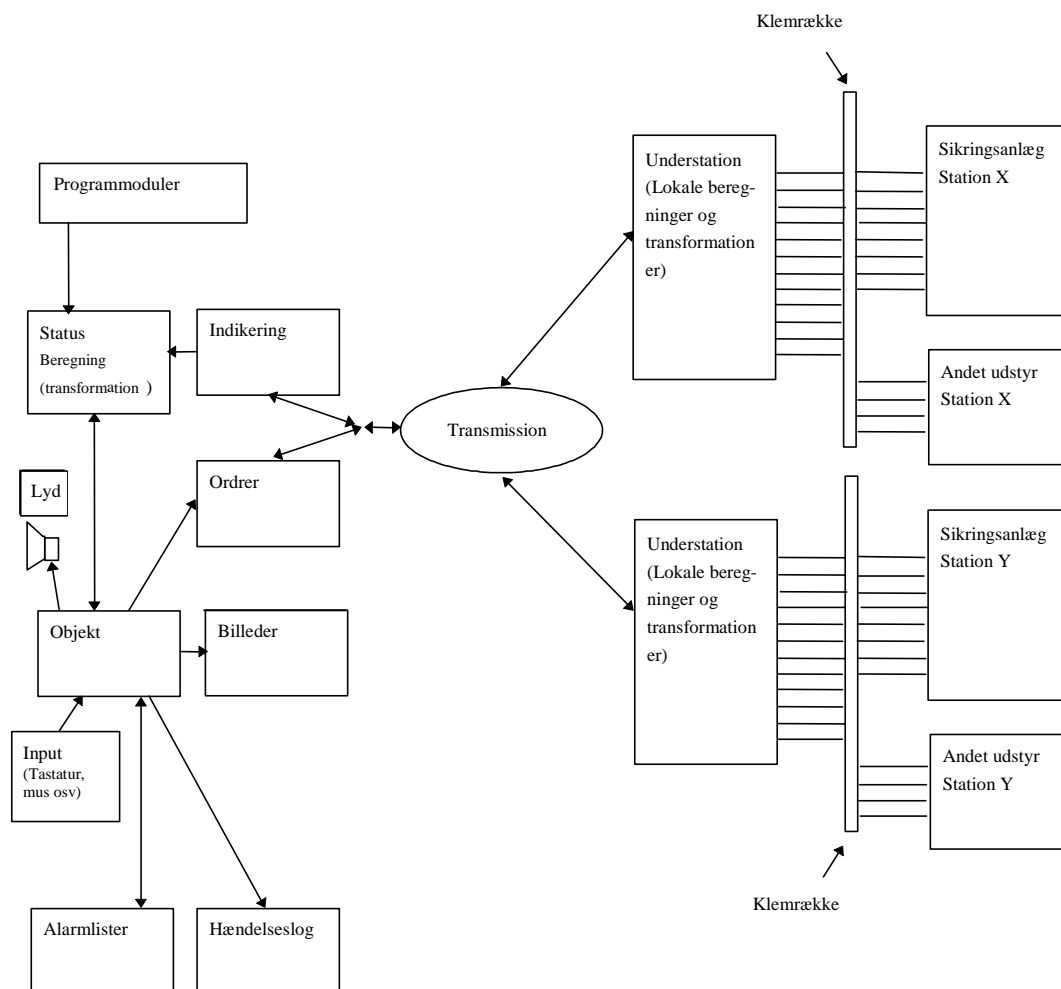 Klemrække
Programmoduler
Status
Beregning
(transformation )
Indikering
Ordrer
Lyd
Objekt
Billeder
Input
(Tastatur,
mus osv)
Alarmlister
Hændelseslog
Transmission
Understation
(Lokale bereg-
ninger og
transformation
er)
Sikringsanlæg
Station X
Andet udstyr
Station X
Understation
(Lokale bereg-
ninger og
transformation
er)
Sikringsanlæg
Station Y
Andet udstyr
Station Y
Klemrække